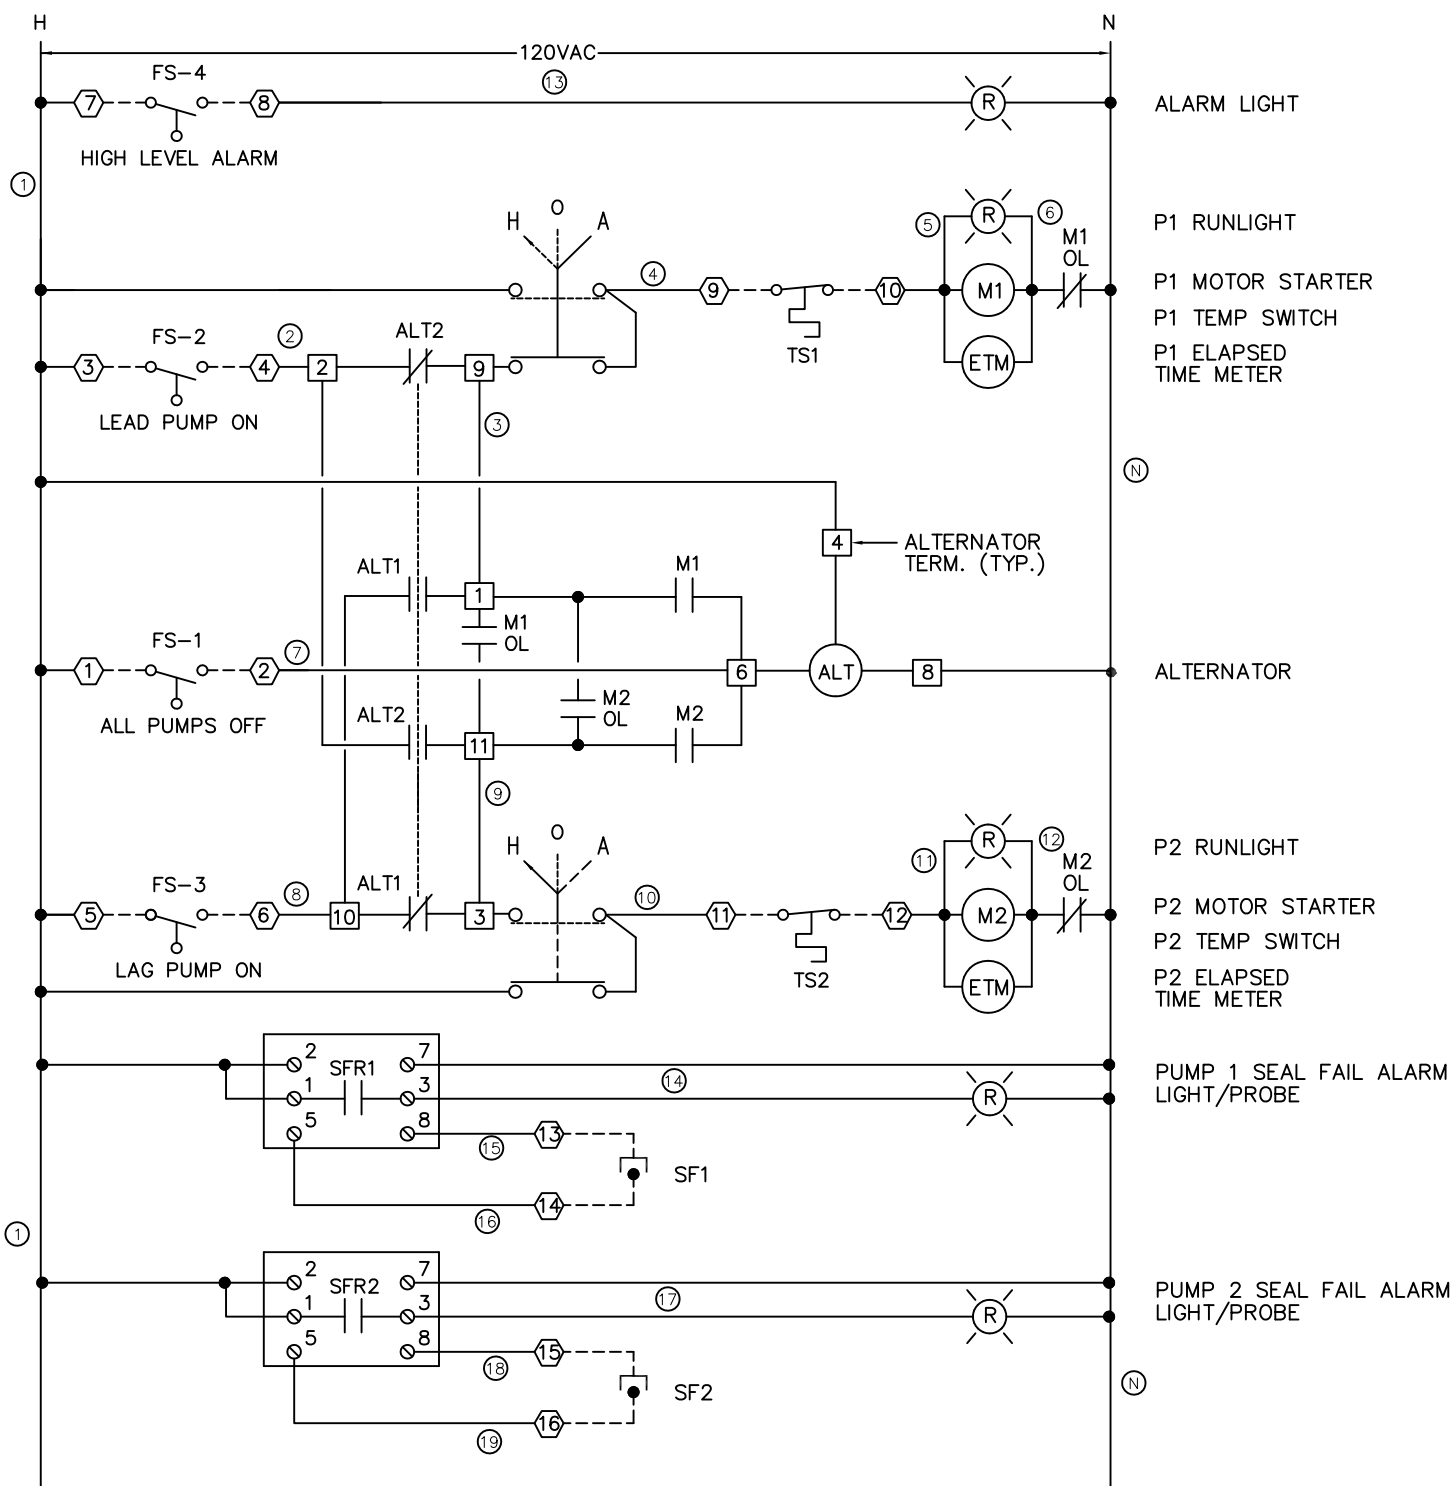 H
N
120VAC
FS-4
13
7
8
R
ALARM LIGHT
HIGH LEVEL ALARM
1
H
O
A
5
R
6
P1 RUNLIGHT
M1
OL
4
9
10
M1
P1 MOTOR STARTER
TS1
P1 TEMP SWITCH
FS-2
2
ALT2
3
4
2
9
ETM
P1 ELAPSED
TIME METER
LEAD PUMP ON
3
N
4
ALTERNATOR
TERM. (TYP.)
ALT1
1
M1
M1
OL
FS-1
7
1
2
6
ALT
8
ALTERNATOR
ALL PUMPS OFF
ALT2
M2
OL
M2
11
9
H
O
A
11
R
12
P2 RUNLIGHT
M2
OL
FS-3
8
ALT1
10
5
6
10
3
11
12
M2
P2 MOTOR STARTER
P2 TEMP SWITCH
LAG PUMP ON
TS2
ETM
P2 ELAPSED
TIME METER
2
SFR1
7
PUMP 1 SEAL FAIL ALARM
LIGHT/PROBE
14
1
3
R
5
8
15
13
SF1
14
16
1
2
SFR2
7
PUMP 2 SEAL FAIL ALARM
LIGHT/PROBE
17
1
3
R
5
8
18
15
SF2
N
16
19